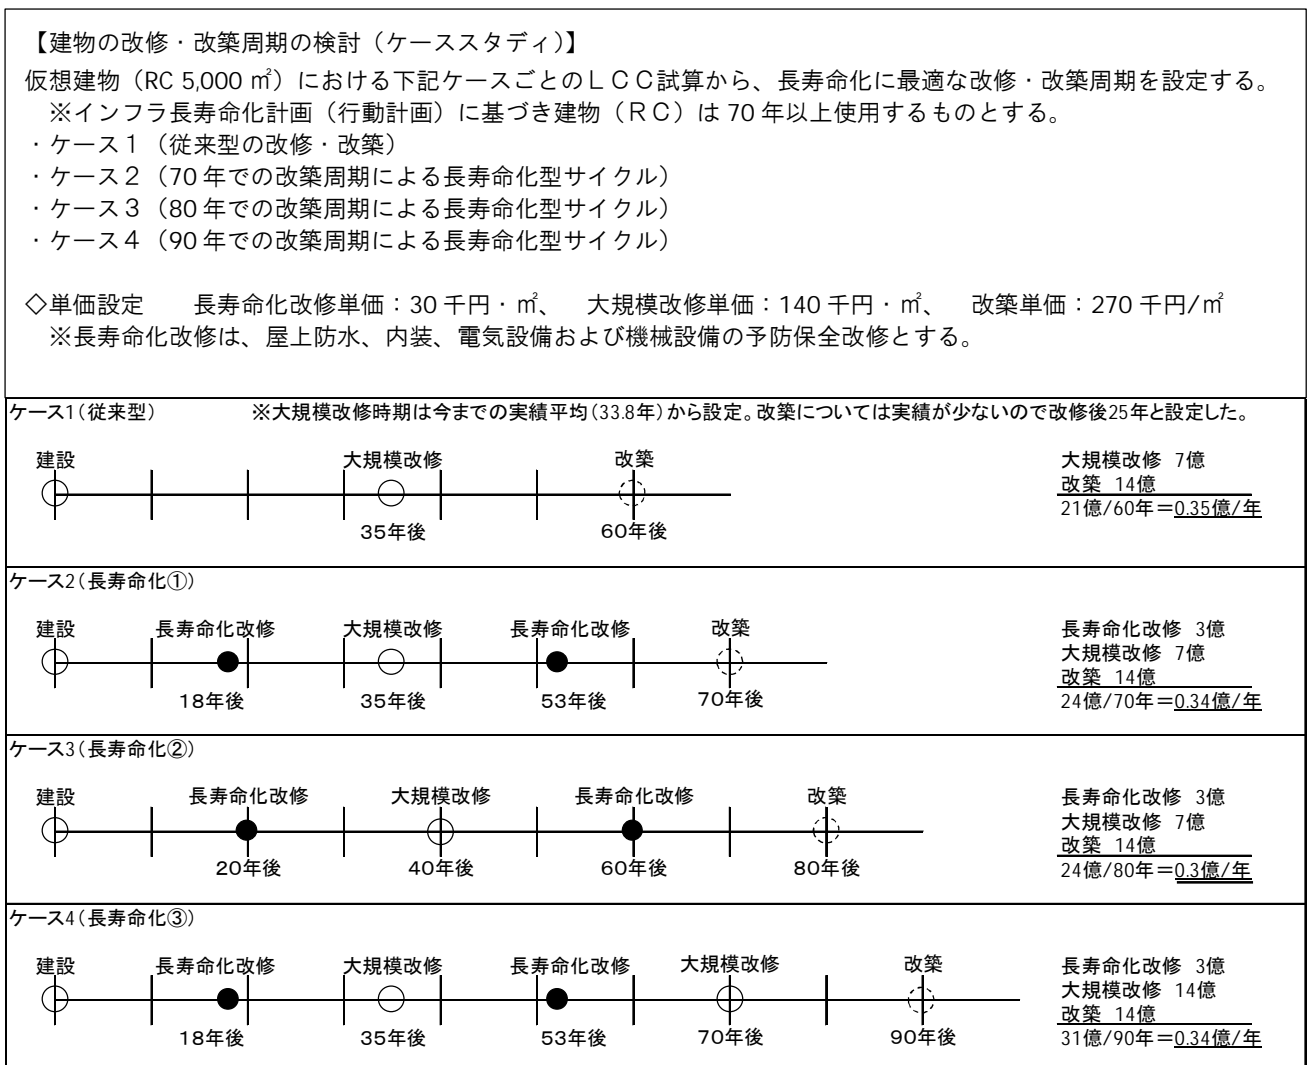 【建物の改修・改築周期の検討（ケーススタディ）】
仮想建物（RC 5,000 ㎡）における下記ケースごとのＬＣＣ試算から、長寿命化に最適な改修・改築周期を設定する。
※インフラ長寿命化計画（行動計画）に基づき建物（ＲＣ）は 70 年以上使用するものとする。
・ケース１（従来型の改修・改築）
・ケース２（70 年での改築周期による長寿命化型サイクル）
・ケース３（80 年での改築周期による長寿命化型サイクル）
・ケース４（90 年での改築周期による長寿命化型サイクル）
◇単価設定　長寿命化改修単価：30 千円・㎡、　大規模改修単価：140 千円・㎡、　改築単価：270 千円/㎡
※長寿命化改修は、屋上防水、内装、電気設備および機械設備の予防保全改修とする。
ケース1（従来型）　※大規模改修時期は今までの実績平均（33.8年）から設定。改築については実績が少ないので改修後25年と設定した。
建設　大規模改修　改築
35年後　60年後
大規模改修 7億
改築 14億
21億/60年＝0.35億/年
ケース2（長寿命化①）
建設　長寿命化改修　大規模改修　長寿命化改修　改築
18年後　35年後　53年後　70年後
長寿命化改修 3億
大規模改修 7億
改築 14億
24億/70年＝0.34億/年
ケース3（長寿命化②）
建設　長寿命化改修　大規模改修　長寿命化改修　改築
20年後　40年後　60年後　80年後
長寿命化改修 3億
大規模改修 7億
改築 14億
24億/80年＝0.3億/年
ケース4（長寿命化③）
建設　長寿命化改修　大規模改修　長寿命化改修　大規模改修　改築
18年後　35年後　53年後　70年後　90年後
長寿命化改修 3億
大規模改修 14億
改築 14億
31億/90年＝0.34億/年